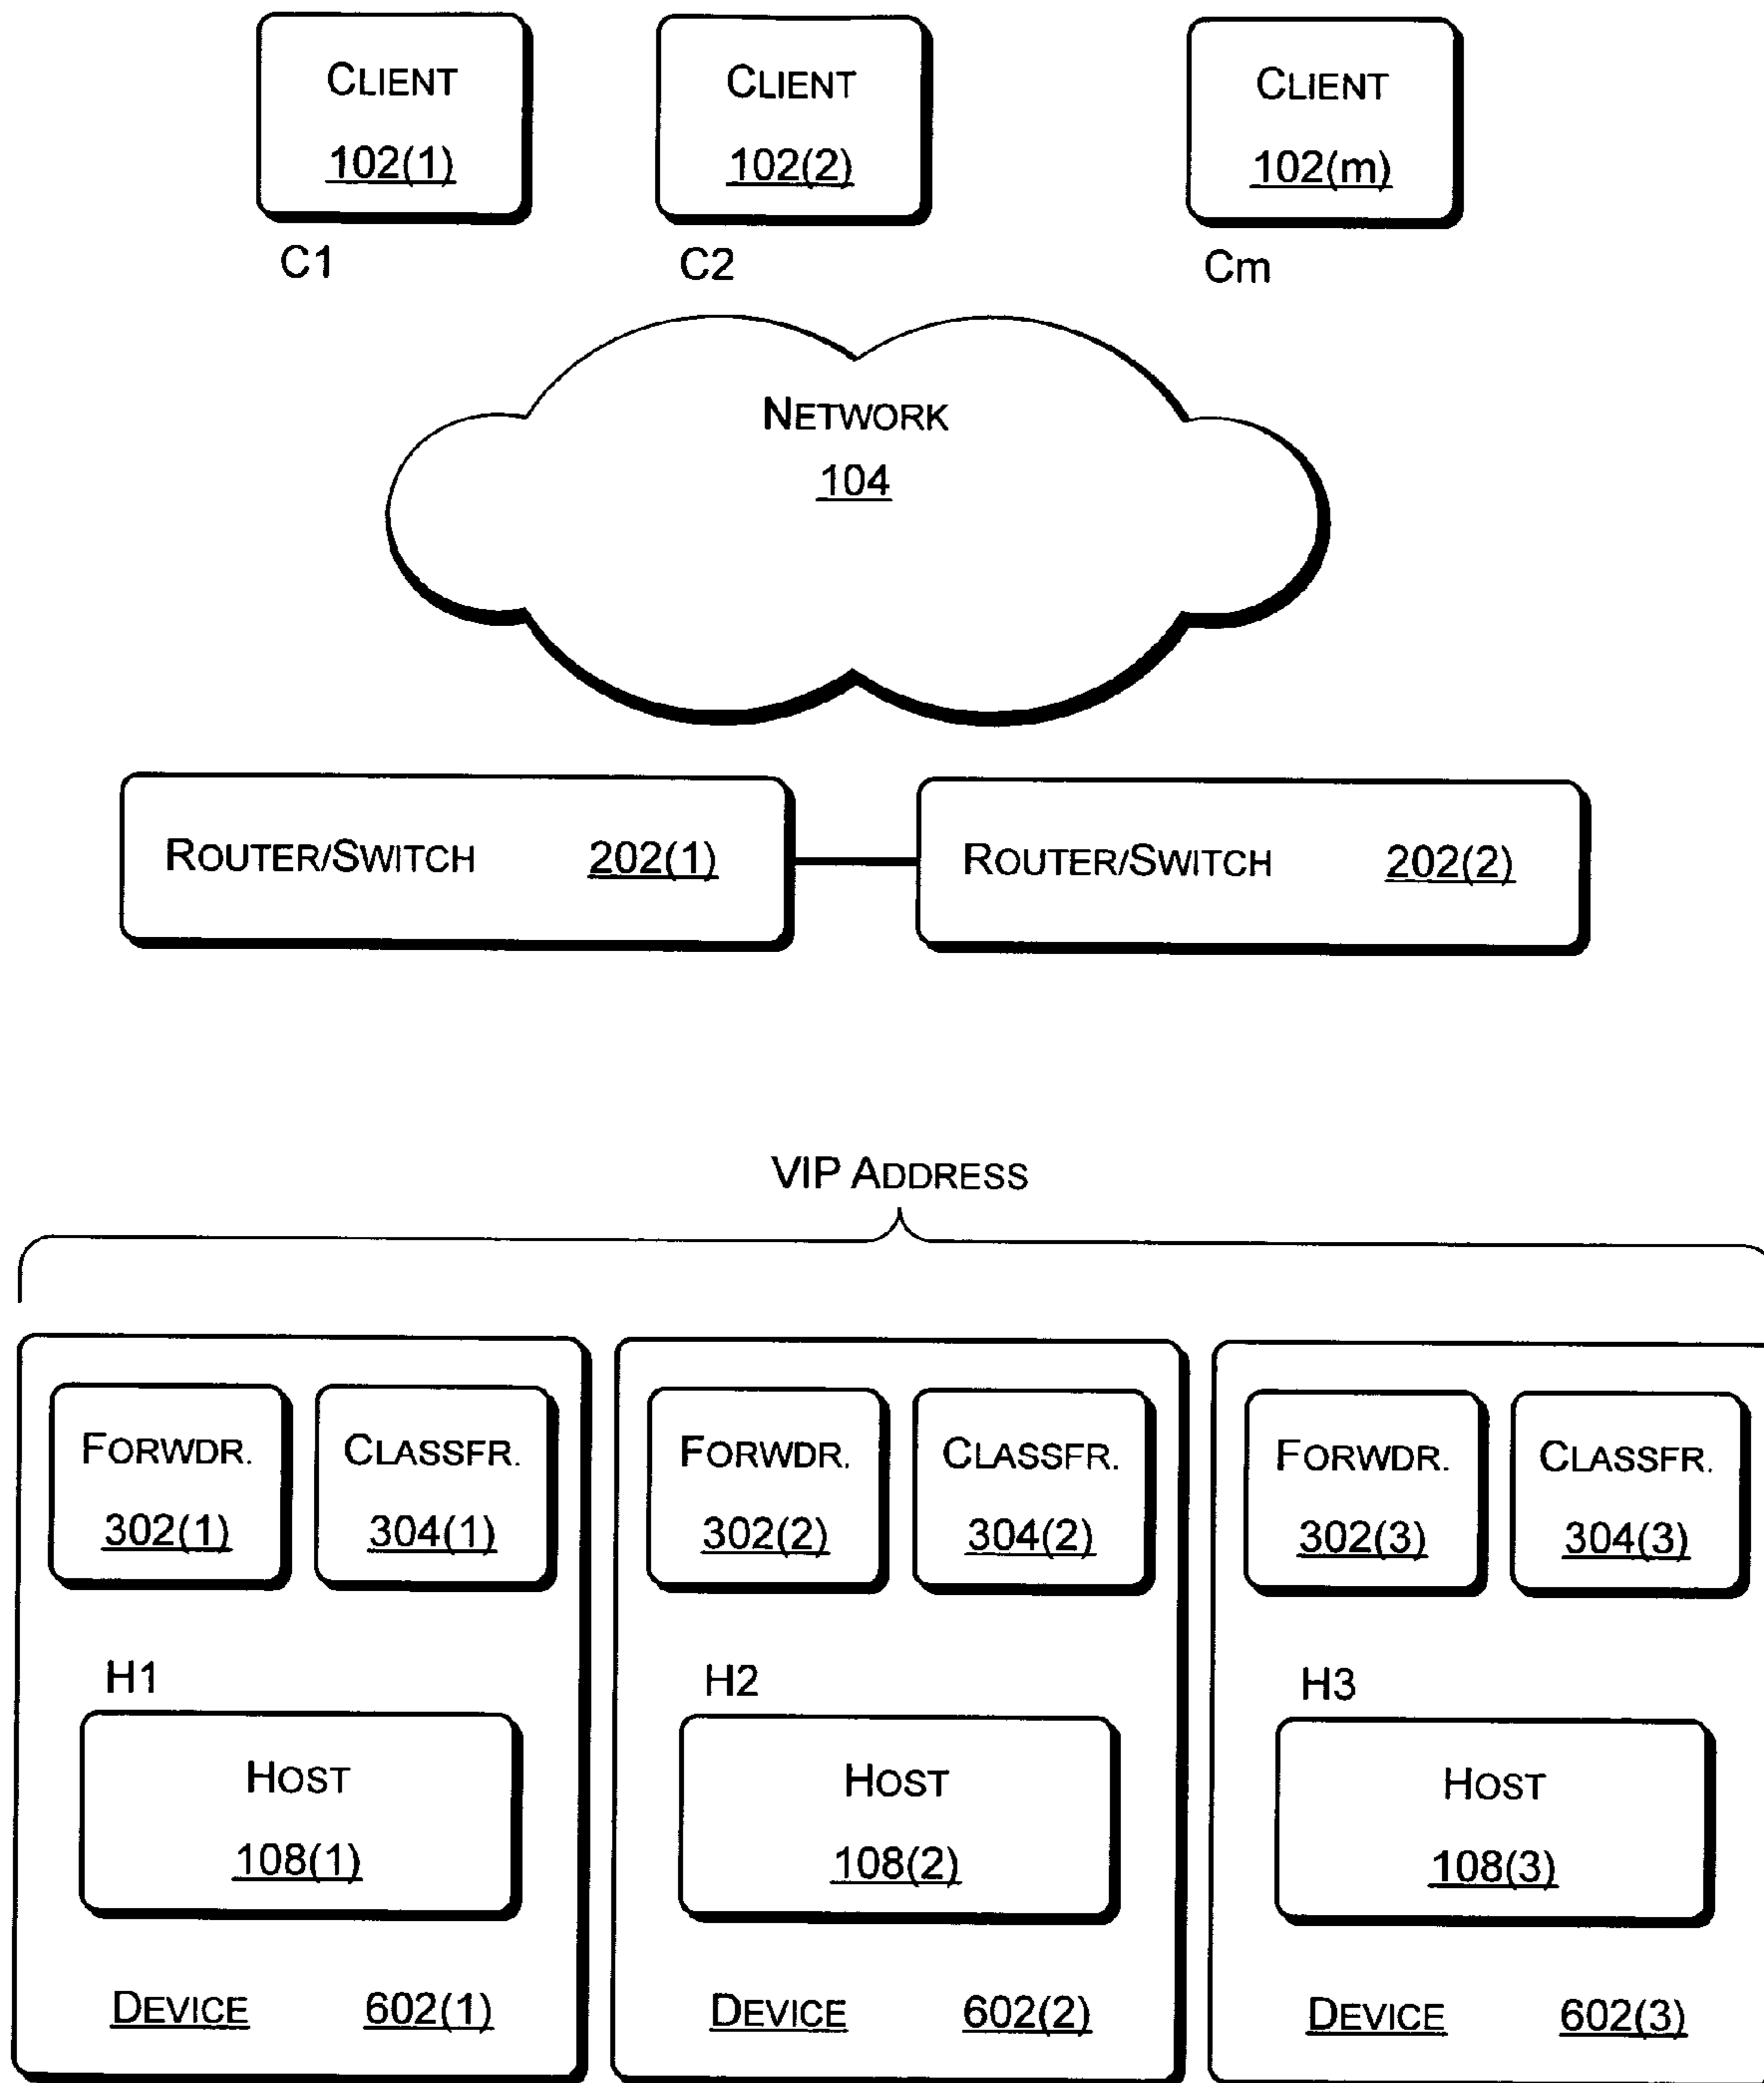 CLIENT CLIENT CLIENT
102(1) 102(2) 102(m)
C1 C2 Cm
NETWORK
104
ROUTER/SWITCH 202(1) ROUTER/SWITCH 202(2)
VIP ADDRESS
FORWDR. CLASSFR. FORWDR. CLASSFR. FORWDR. CLASSFR.
302(1) 304(1) 302(2) 304(2) 302(3) 304(3)
H1 H2 H3
HOST HOST HOST
108(1) 108(2) 108(3)
DEVICE 602(1) DEVICE 602(2) DEVICE 602(3)